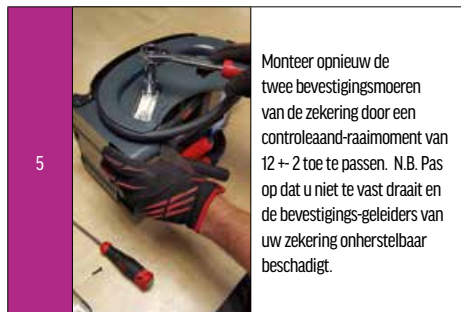 5
Monteer opnieuw de
twee bevestigingsmoeren
van de zekering door een
controleaand-raaimoment van
12 +- 2 toe te passen.  N.B. Pas
op dat u niet te vast draait en
de bevestigings-geleiders van
uw zekering onherstelbaar
beschadigt.